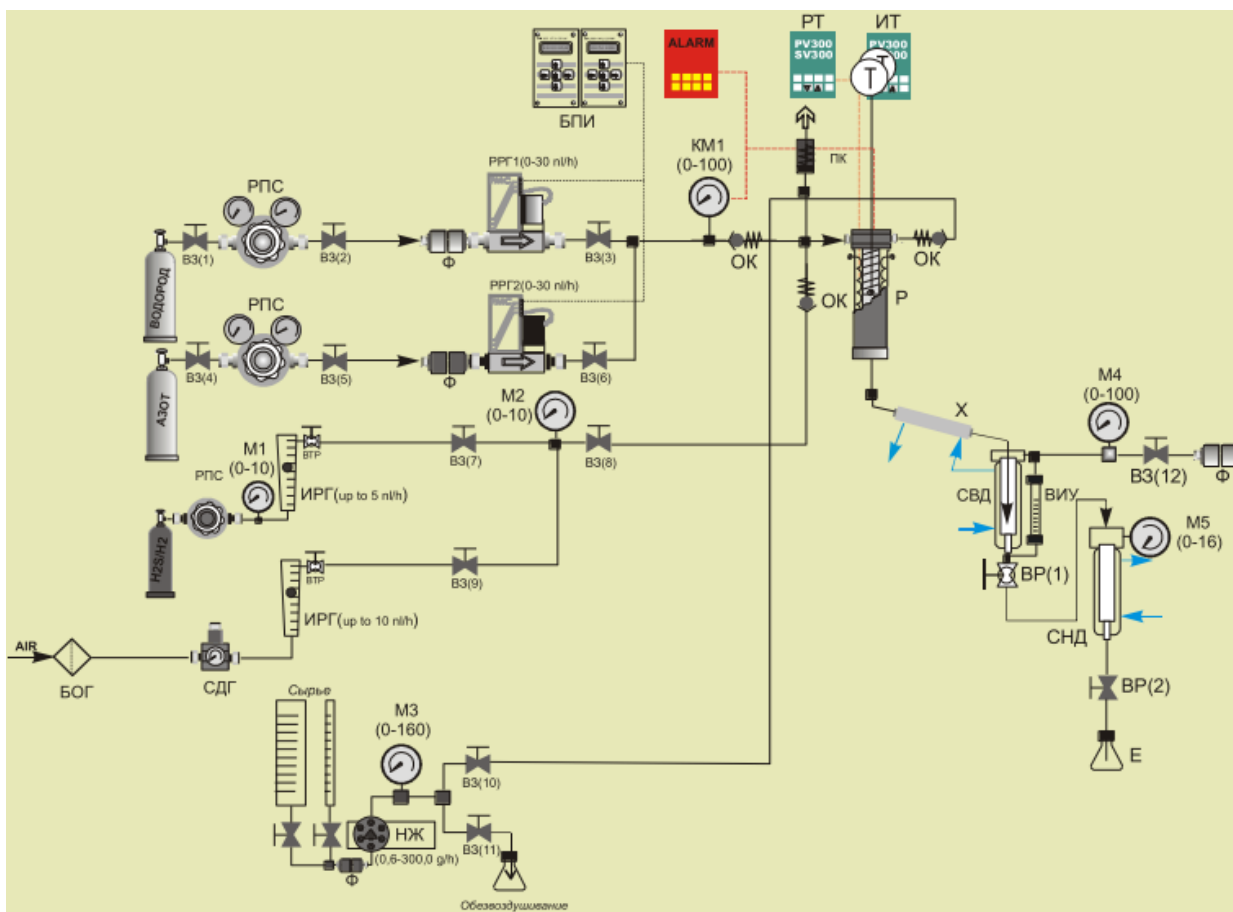 РТ
ИТ
ALARM
PV300
SV300
PV300
T
T
БПИ
КМ1
(0-100)
ПК
РРГ1(0-30 nl/h)
РПС
ВЗ(1)
ВЗ(2)
Ф
ВЗ(3)
ОК
ОК
ВОДОРОД
РРГ2(0-30 nl/h)
РПС
ОК
Р
ВЗ(4)
ВЗ(5)
Ф
ВЗ(6)
АЗОТ
М2
(0-10)
Х
М4
(0-100)
М1
(0-10)
ВТР
ВЗ(7)
ВЗ(8)
РПС
ИРГ(up to 5 nl/h)
ВЗ(12)
Ф
СВД
ВИУ
М5
(0-16)
H2S/H2
ВТР
ВЗ(9)
ВР(1)
ИРГ(up to 10 nl/h)
СНД
AIR
БОГ
СДГ
ВР(2)
Сырье
М3
(0-160)
Е
ВЗ(10)
НЖ
ВЗ(11)
(0,6-300,0 g/h)
Ф
Обезвоздушивание